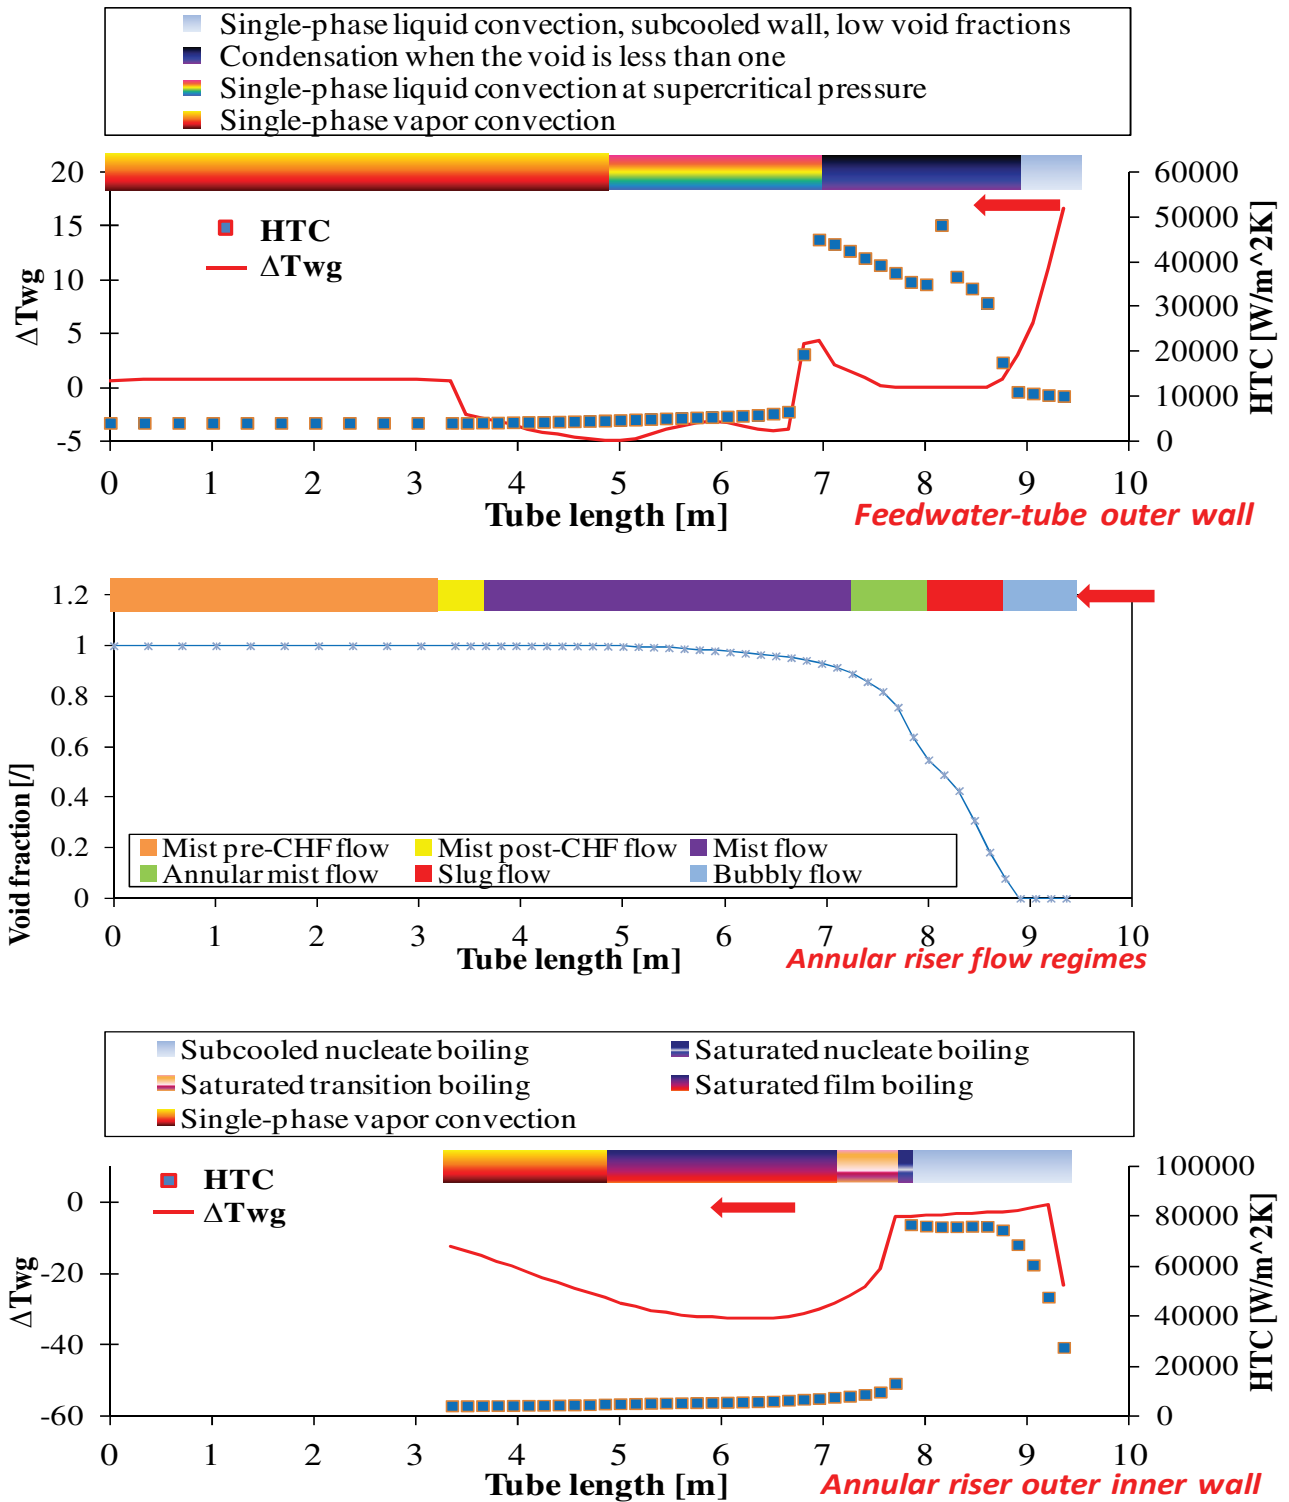 Single-phase liquid convection, subcooled wall, low void fractions
Condensation when the void is less than one
Single-phase liquid convection at supercritical pressure
Single-phase vapor convection
20
15
10
5
0
-5
ΔTwg
HTC
ΔTwg
60000
50000
40000
30000
20000
10000
0
HTC [W/m^2K]
0 1 2 3 4 5 6 7 8 9 10
Tube length [m]
Feedwater-tube outer wall
1.2
1
0.8
0.6
0.4
0.2
0
Void fraction [/]
Mist pre-CHF flow Mist post-CHF flow Mist flow
Annular mist flow Slug flow Bubbly flow
0 1 2 3 4 5 6 7 8 9 10
Tube length [m]
Annular riser flow regimes
Subcooled nucleate boiling Saturated nucleate boiling
Saturated transition boiling Saturated film boiling
Single-phase vapor convection
0
-20
-40
-60
ΔTwg
HTC
ΔTwg
100000
80000
60000
40000
20000
0
HTC [W/m^2K]
0 1 2 3 4 5 6 7 8 9 10
Tube length [m]
Annular riser outer inner wall